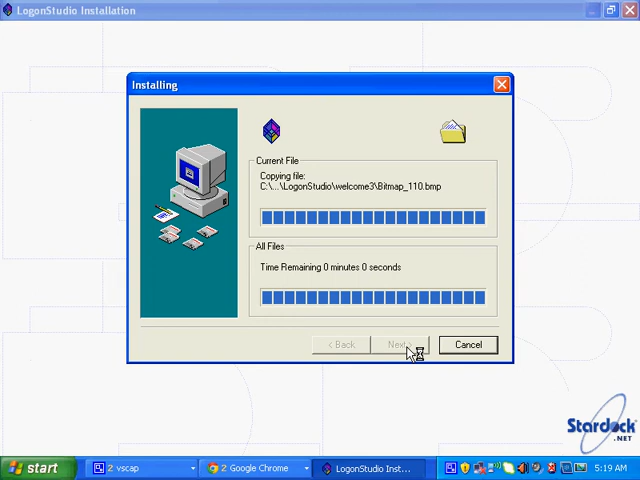 LogonStudio Installation
Installing
Current File
Copying file:
C:\...\LogonStudio\welcome3\Bitmap_110.bmp
All Files
Time Remaining 0 minutes 0 seconds
< Back
Next >
Cancel
Stardock
.NET
start
2 vscap
2 Google Chrome
LogonStudio Inst...
5:19 AM